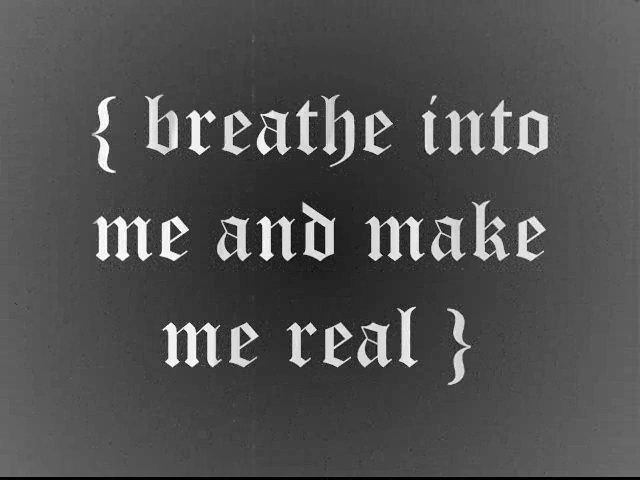 { breathe into
me and make
me real }